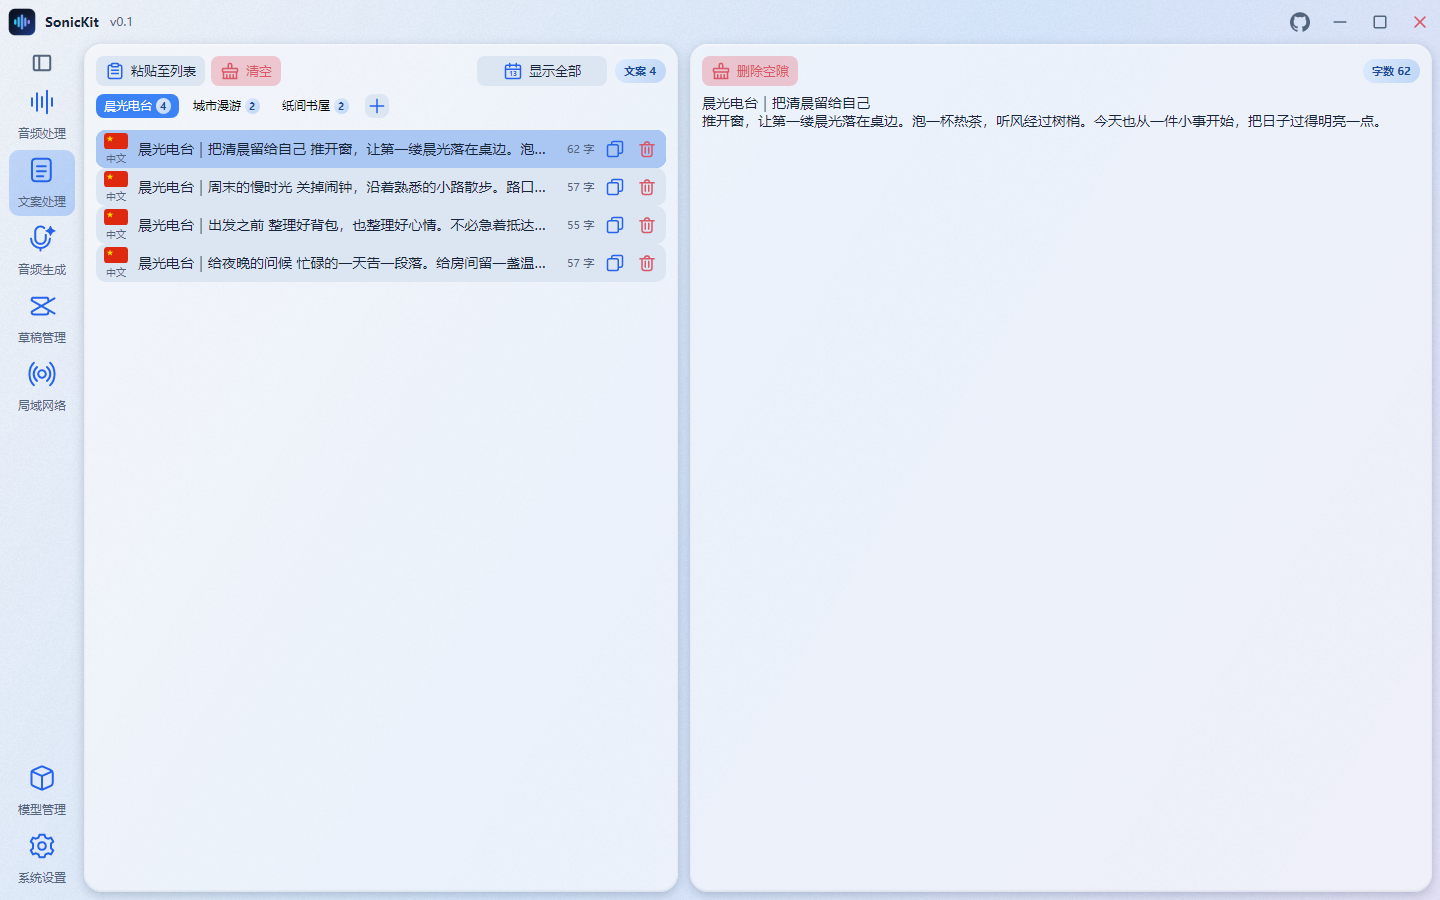 SonicKit v0.1
音频处理
文案处理
音频生成
草稿管理
局域网络
模型管理
系统设置
粘贴至列表 清空 13 显示全部 文案 4
晨光电台 4 城市漫游 2 纸间书屋 2
中文 晨光电台｜把清晨留给自己 推开窗，让第一缕晨光落在桌边。泡... 62 字
中文 晨光电台｜周末的慢时光 关掉闹钟，沿着熟悉的小路散步。路口... 57 字
中文 晨光电台｜出发之前 整理好背包，也整理好心情。不必急着抵达... 55 字
中文 晨光电台｜给夜晚的问候 忙碌的一天告一段落。给房间留一盏温... 57 字
删除空隙 字数 62
晨光电台｜把清晨留给自己
推开窗，让第一缕晨光落在桌边。泡一杯热茶，听风经过树梢。今天也从一件小事开始，把日子过得明亮一点。